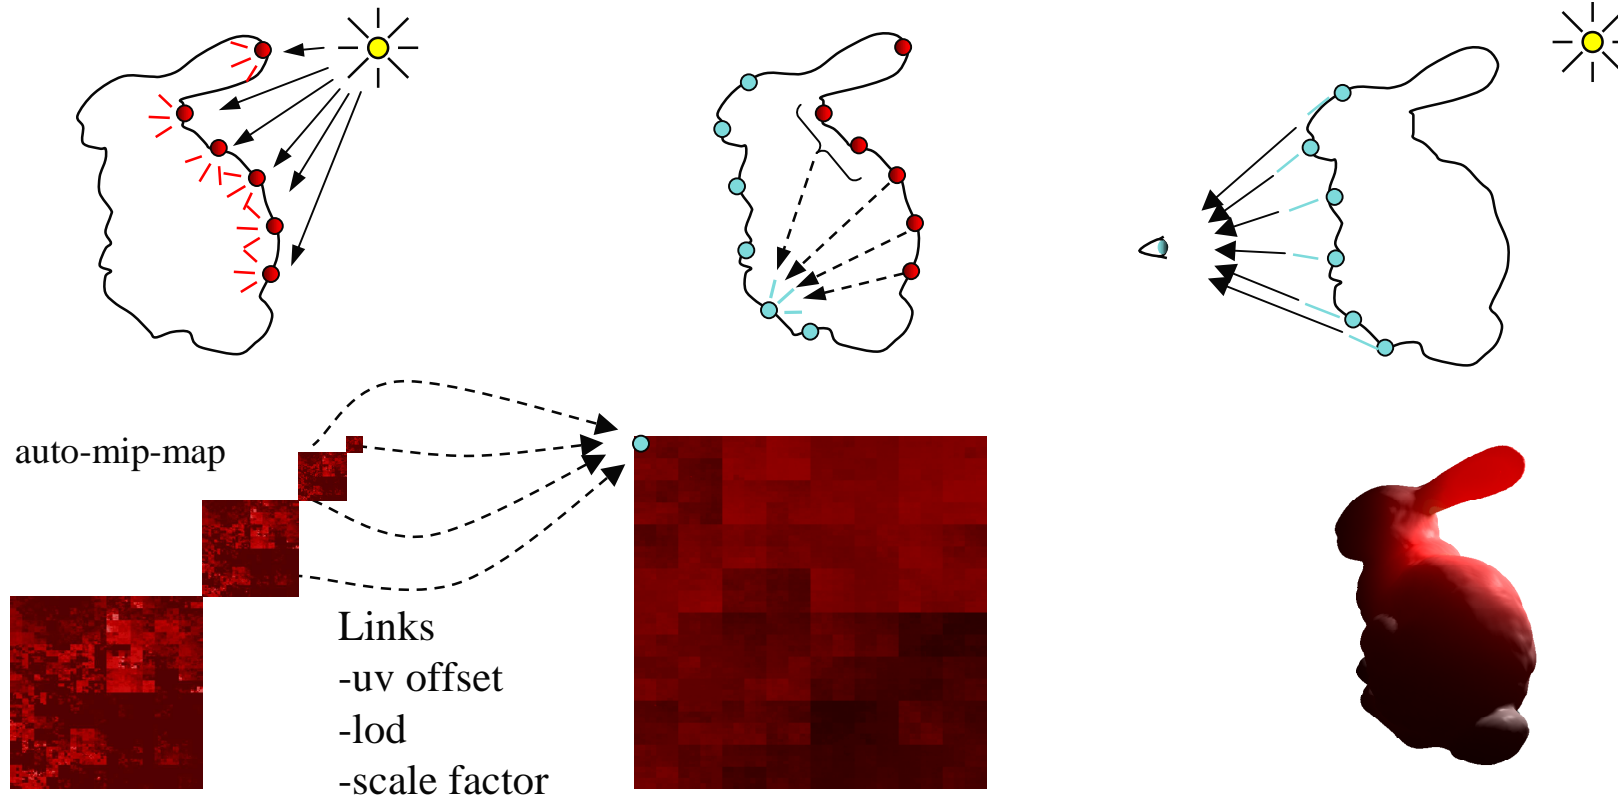 auto-mip-map
Links
-uv offset
-lod
-scale factor